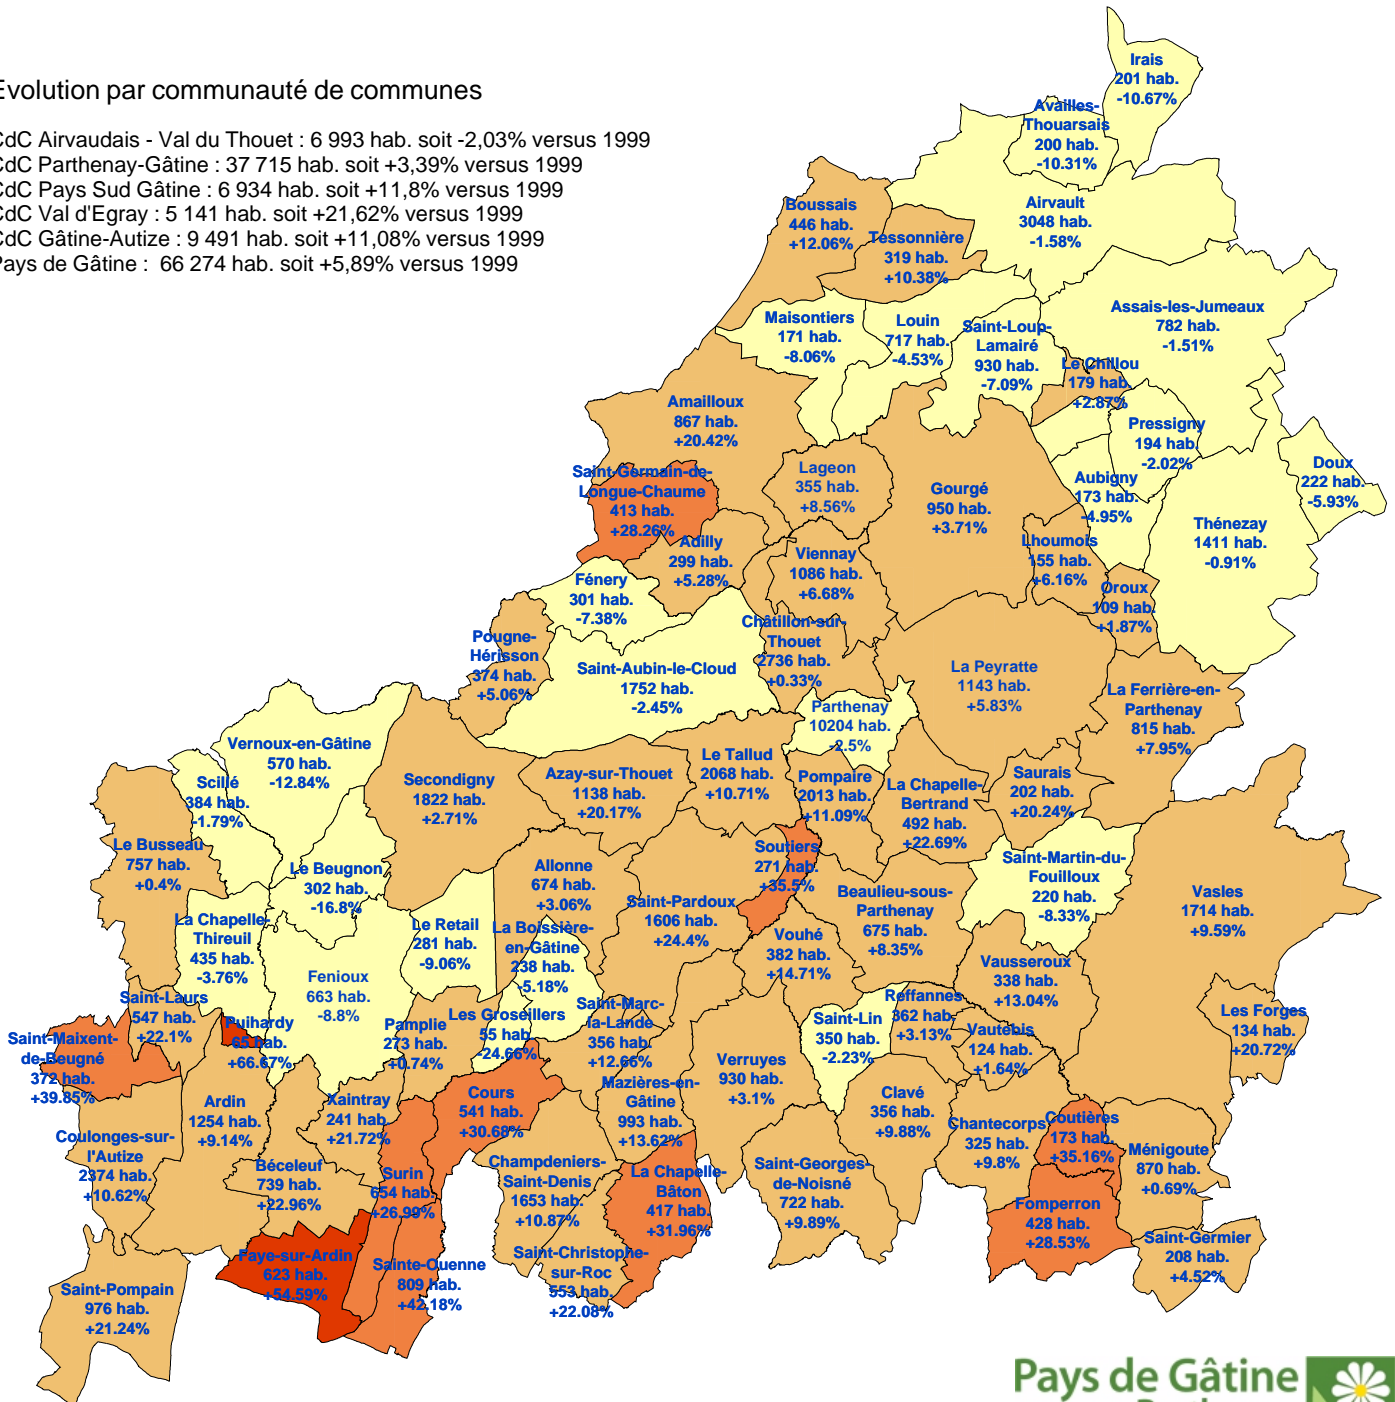 Evolution par communauté de communes
CdC Airvaudais - Val du Thouet : 6 993 hab. soit -2,03% versus 1999
CdC Parthenay-Gâtine : 37 715 hab. soit +3,39% versus 1999
CdC Pays Sud Gâtine : 6 934 hab. soit +11,8% versus 1999
CdC Val d'Egray : 5 141 hab. soit +21,62% versus 1999
CdC Gâtine-Autize : 9 491 hab. soit +11,08% versus 1999
Pays de Gâtine : 66 274 hab. soit +5,89% versus 1999
Irais
201 hab.
-10.67%
Availles-
Thouarsais
200 hab.
-10.31%
Airvault
3048 hab.
-1.58%
Boussais
446 hab.
+12.06%
Tessonnière
319 hab.
+10.38%
Assais-les-Jumeaux
782 hab.
-1.51%
Maisontiers
171 hab.
-8.06%
Louin
717 hab.
-4.53%
Saint-Loup-
Lamairé
930 hab.
-7.09%
Le Chillou
179 hab.
+2.87%
Amailloux
867 hab.
+20.42%
Pressigny
194 hab.
-2.02%
Doux
222 hab.
-5.93%
Saint-Germain-de-
Longue-Chaume
413 hab.
+28.26%
Lageon
355 hab.
+8.56%
Gourgé
950 hab.
+3.71%
Aubigny
173 hab.
-4.95%
Thénezay
1411 hab.
-0.91%
Adilly
299 hab.
+5.28%
Viennay
1086 hab.
+6.68%
Lhoumois
155 hab.
+6.16%
Oroux
109 hab.
+1.87%
Fénery
301 hab.
-7.38%
Châtillon-sur-
Thouet
2736 hab.
+0.33%
Pougne-
Hérisson
374 hab.
+5.06%
Saint-Aubin-le-Cloud
1752 hab.
-2.45%
La Peyratte
1143 hab.
+5.83%
La Ferrière-en-
Parthenay
815 hab.
+7.95%
Parthenay
10204 hab.
-2.5%
Vernoux-en-Gâtine
570 hab.
-12.84%
Scillé
384 hab.
-1.79%
Secondigny
1822 hab.
+2.71%
Azay-sur-Thouet
1138 hab.
+20.17%
Le Tallud
2068 hab.
+10.71%
Pompaire
2013 hab.
+11.09%
La Chapelle-
Bertrand
492 hab.
+22.69%
Saurais
202 hab.
+20.24%
Le Busseau
757 hab.
+0.4%
Le Beugnon
302 hab.
-16.8%
Allonne
674 hab.
+3.06%
Soutiers
271 hab.
+35.5%
Saint-Martin-du-
Fouilloux
220 hab.
-8.33%
Vasles
1714 hab.
+9.59%
La Chapelle-
Thireuil
435 hab.
-3.76%
Le Retail
281 hab.
-9.06%
La Boissière-
en-Gâtine
238 hab.
-5.18%
Saint-Pardoux
1606 hab.
+24.4%
Beaulieu-sous-
Parthenay
675 hab.
+8.35%
Vouhé
382 hab.
+14.71%
Fenioux
663 hab.
-8.8%
Vausseroux
338 hab.
+13.04%
Saint-Laurs
547 hab.
+22.1%
Puihardy
65 hab.
+66.67%
Pamplie
273 hab.
+0.74%
Les Groseillers
55 hab.
-24.66%
Saint-Marc-
la-Lande
356 hab.
+12.66%
Saint-Lin
350 hab.
-2.23%
Reffannes
362 hab.
+3.13%
Vautebis
124 hab.
+1.64%
Les Forges
134 hab.
+20.72%
Saint-Maixent-
de-Beugné
372 hab.
+39.85%
Verruyes
930 hab.
+3.1%
Ardin
1254 hab.
+9.14%
Xaintray
241 hab.
+21.72%
Cours
541 hab.
+30.68%
Mazières-en-
Gâtine
993 hab.
+13.62%
Clavé
356 hab.
+9.88%
Chantecorps
325 hab.
+9.8%
Coutières
173 hab.
+35.16%
Coulonges-sur-
l'Autize
2374 hab.
+10.62%
Ménigoute
870 hab.
+0.69%
Béceleuf
739 hab.
+22.96%
Surin
654 hab.
+26.99%
Champdeniers-
Saint-Denis
1653 hab.
+10.87%
La Chapelle-
Bâton
417 hab.
+31.96%
Saint-Georges-
de-Noisné
722 hab.
+9.89%
Fomperron
428 hab.
+28.53%
Saint-Germier
208 hab.
+4.52%
Faye-sur-Ardin
623 hab.
+54.59%
Sainte-Ouenne
809 hab.
+42.18%
Saint-Christophe-
sur-Roc
553 hab.
+22.08%
Saint-Pompain
976 hab.
+21.24%
Pays de Gâtine